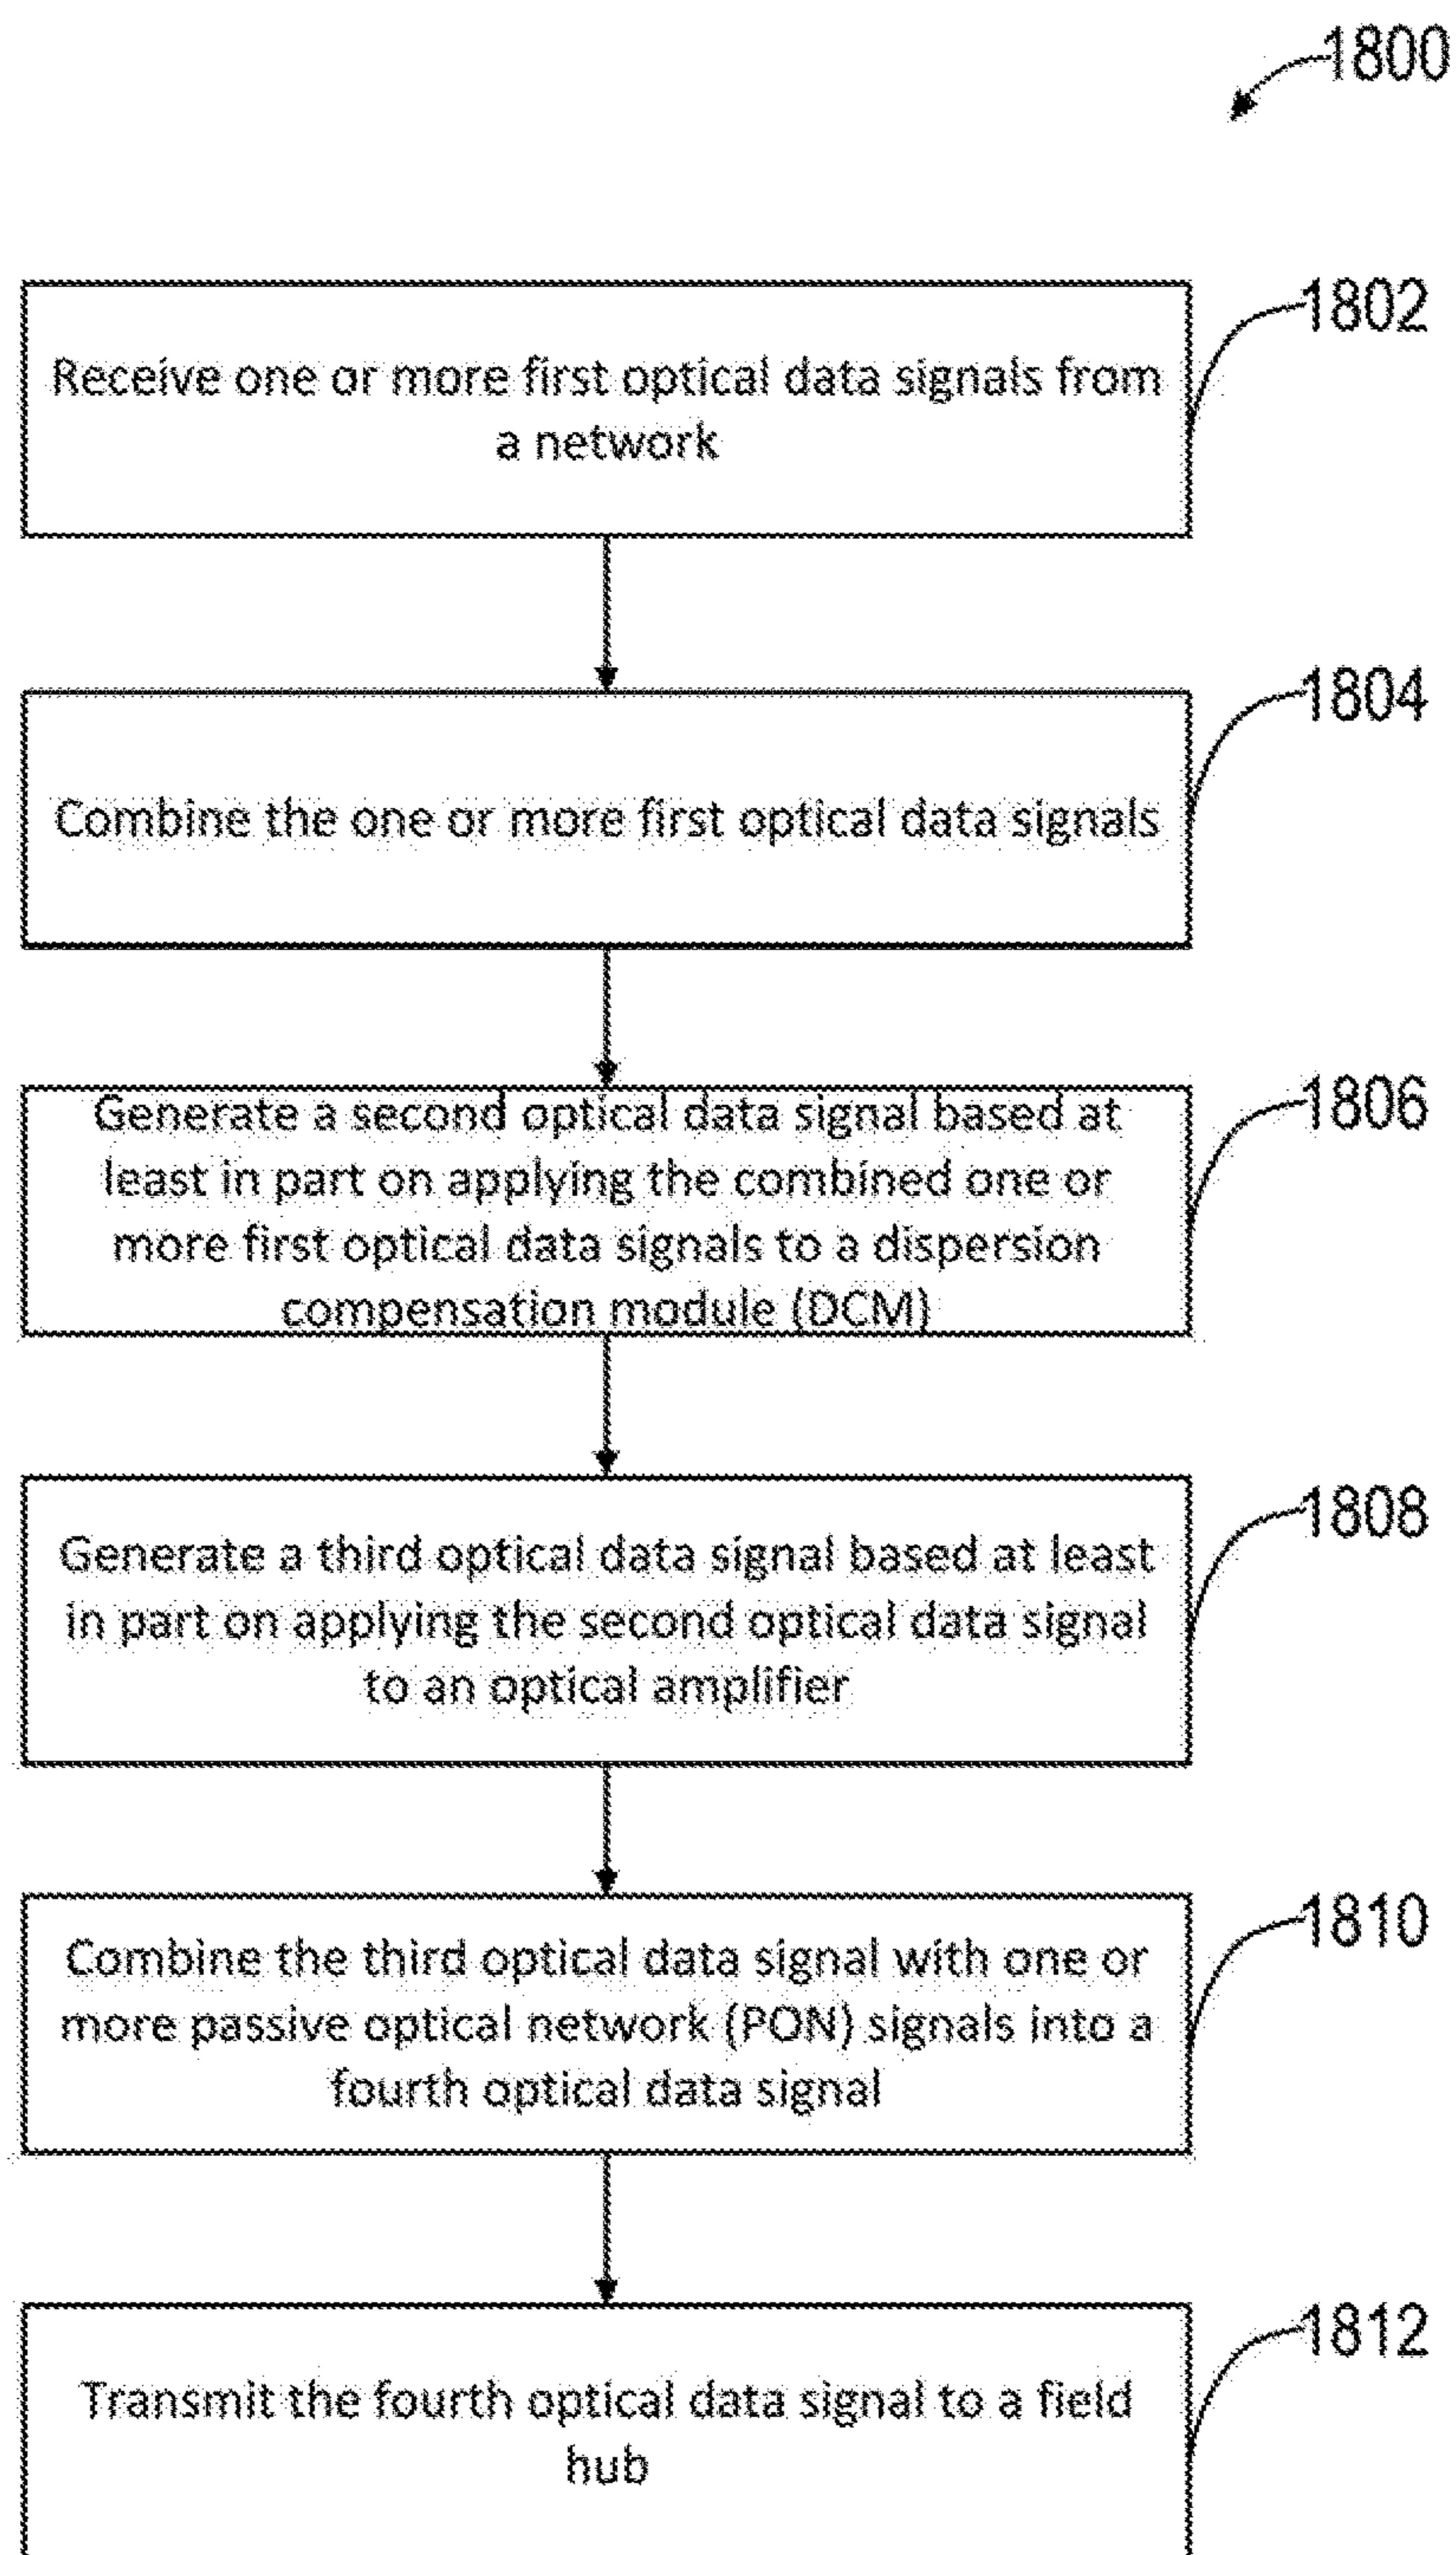 1800
1802
Receive one or more first optical data signals from
a network
1804
Combine the one or more first optical data signals
1806
Generate a second optical data signal based at
least in part on applying the combined one or
more first optical data signals to a dispersion
compensation module (DCM)
1808
Generate a third optical data signal based at least
in part on applying the second optical data signal
to an optical amplifier
1810
Combine the third optical data signal with one or
more passive optical network (PON) signals into a
fourth optical data signal
1812
Transmit the fourth optical data signal to a field
hub